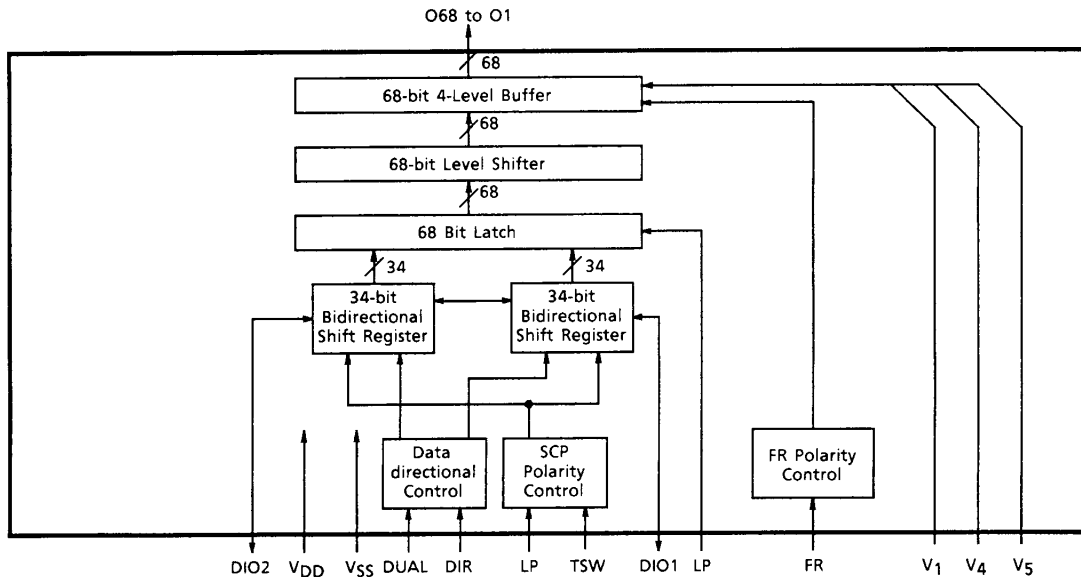 O68 to O1
68
68-bit 4-Level Buffer
68
68-bit Level Shifter
68
68 Bit Latch
34
34
34-bit
Bidirectional
Shift Register
34-bit
Bidirectional
Shift Register
Data
directional
Control
SCP
Polarity
Control
FR Polarity
Control
DIO2
VDD
VSS
DUAL
DIR
LP
TSW
DIO1
LP
FR
V1
V4
V5